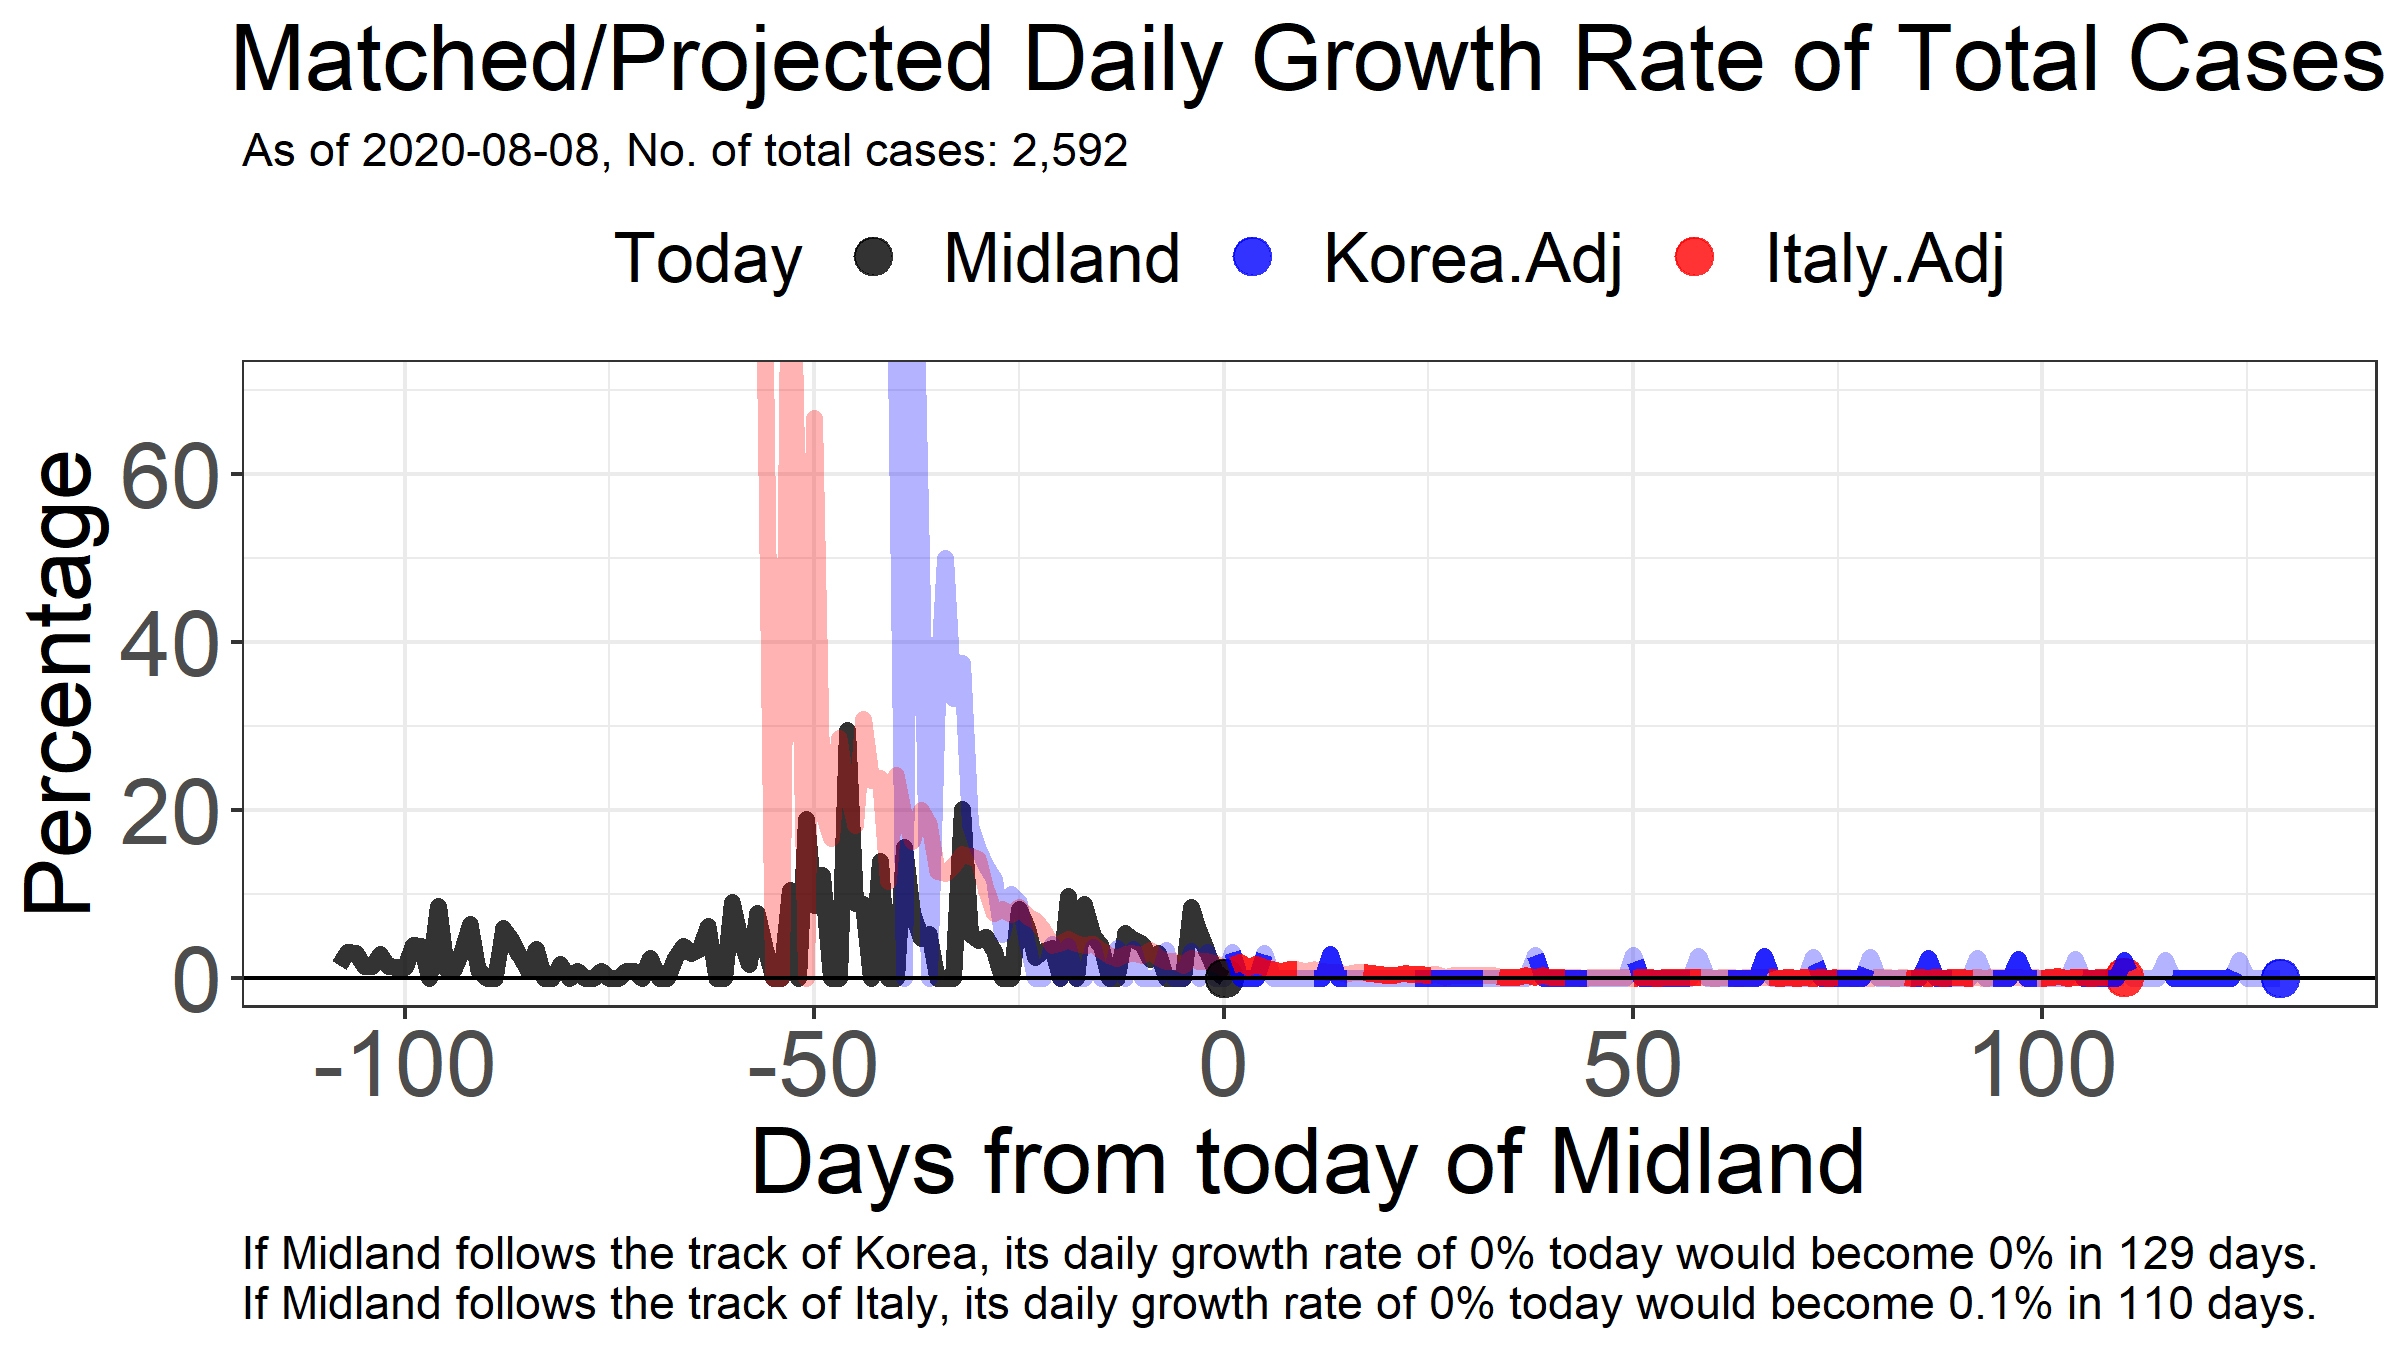 Matched/Projected Daily Growth Rate of Total Cases
As of 2020-08-08, No. of total cases: 2,592
Today Midland Korea.Adj Italy.Adj
Percentage
60
40
20
0
-100 -50 0 50 100
Days from today of Midland
If Midland follows the track of Korea, its daily growth rate of 0% today would become 0% in 129 days.
If Midland follows the track of Italy, its daily growth rate of 0% today would become 0.1% in 110 days.